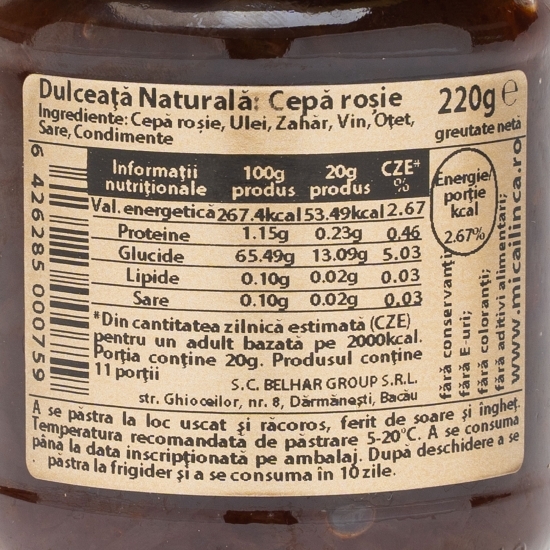 Dulceață Naturală: Cepă roșie
220g e
greutate netă
Ingrediente: Cepă roșie, Ulei, Zahăr, Vin, Oțet,
Sare, Condimente
6 426285 000759
Informații nutriționale 100g produs 20g produs CZE# %
Val. energetică 267.4kcal 53.49kcal 2.67
Proteine 1.15g 0.23g 0.46
Glucide 65.49g 13.09g 5.03
Lipide 0.10g 0.02g 0.03
Sare 0.10g 0.02g 0.03
Energie/
porție
kcal
2.67%
fără conservanți;
fără E-uri;
fără coloranți;
fără aditivi alimentari;
www.micailinca.ro
#Din cantitatea zilnică estimată (CZE)
pentru un adult bazată pe 2000kcal.
Porția conține 20g. Produsul conține
11 porții
S.C. BELHAR GROUP S.R.L.
str. Ghioceilor, nr. 8, Dărmănești, Bacău
A se păstra la loc uscat și răcoros, ferit de soare și îngheț.
Temperatura recomandată de păstrare 5-20°C. A se consuma
până la data inscripționată pe ambalaj. După deschidere a se
păstra la frigider și a se consuma în 10 zile.